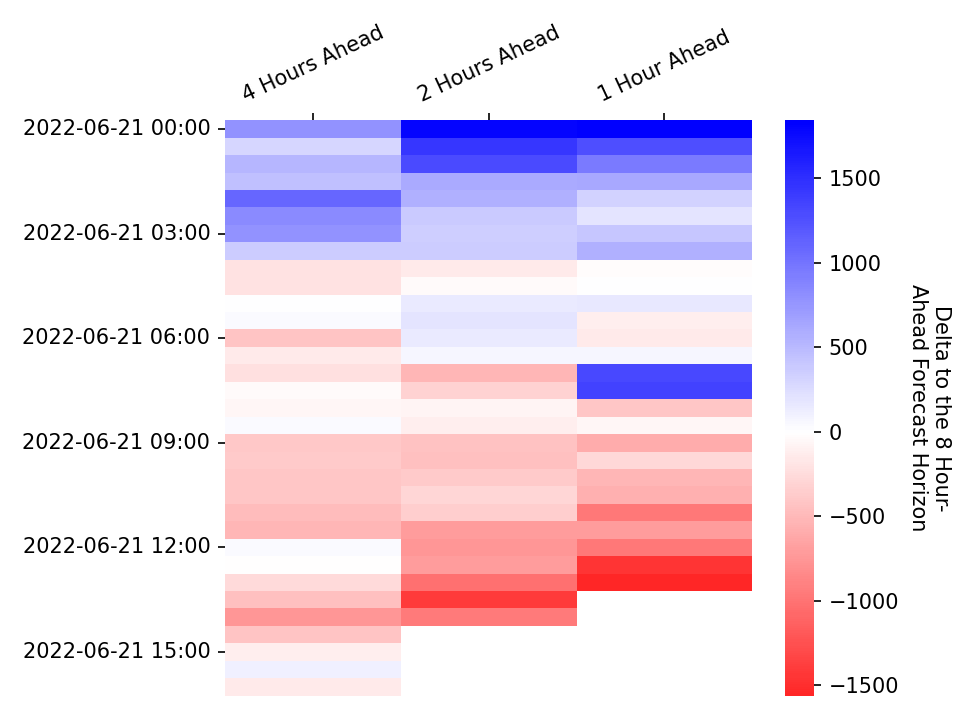 4 Hours Ahead
2 Hours Ahead
1 Hour Ahead
2022-06-21 00:00
2022-06-21 03:00
2022-06-21 06:00
2022-06-21 09:00
2022-06-21 12:00
2022-06-21 15:00
1500
1000
500
0
−500
−1000
−1500
Delta to the 8 Hour-
Ahead Forecast Horizon